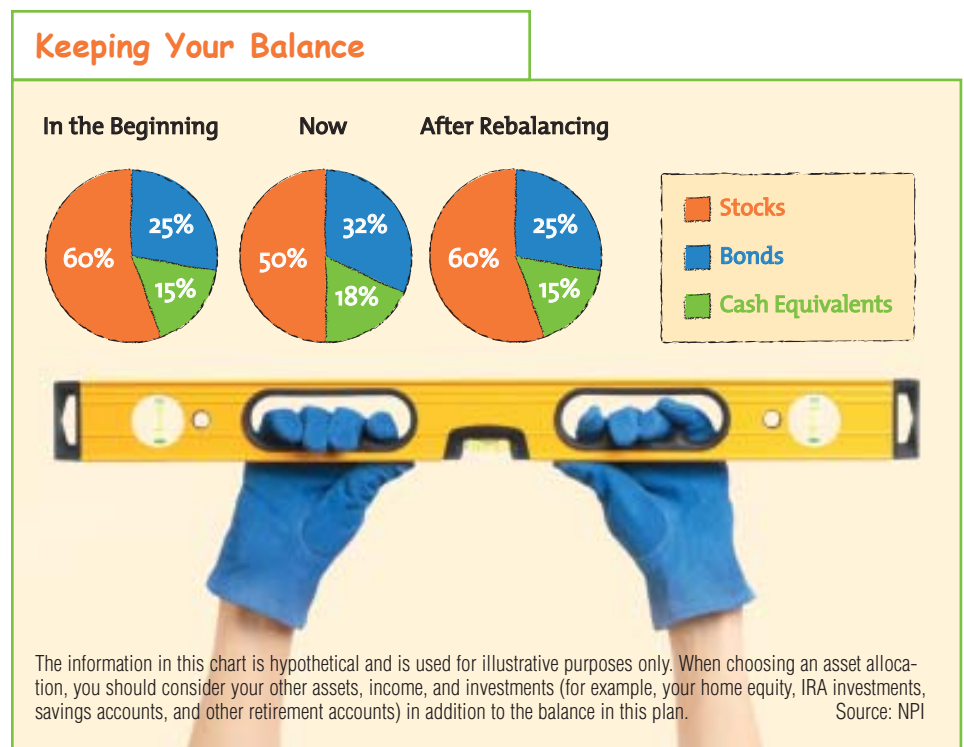 Keeping Your Balance
In the Beginning
Now
After Rebalancing
25%
60%
15%
32%
50%
18%
25%
60%
15%
Stocks
Bonds
Cash Equivalents
The information in this chart is hypothetical and is used for illustrative purposes only. When choosing an asset alloca-
tion, you should consider your other assets, income, and investments (for example, your home equity, IRA investments,
savings accounts, and other retirement accounts) in addition to the balance in this plan. Source: NPI